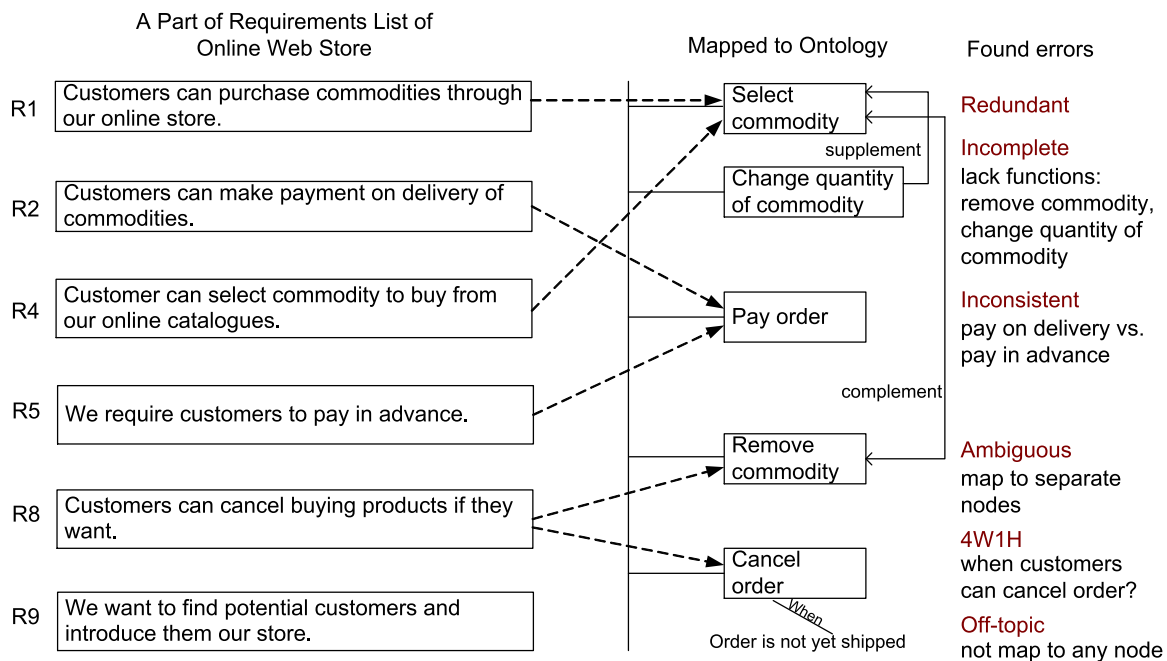 A Part of Requirements List of
Online Web Store
Mapped to Ontology
Found errors
R1
Customers can purchase commodities through
our online store.
R2
Customers can make payment on delivery of
commodities.
R4
Customer can select commodity to buy from
our online catalogues.
R5
We require customers to pay in advance.
R8
Customers can cancel buying products if they
want.
R9
We want to find potential customers and
introduce them our store.
Select
commodity
supplement
Change quantity
of commodity
Pay order
complement
Remove
commodity
Cancel
order
When
Order is not yet shipped
Redundant
Incomplete
lack functions:
remove commodity,
change quantity of
commodity
Inconsistent
pay on delivery vs.
pay in advance
Ambiguous
map to separate
nodes
4W1H
when customers
can cancel order?
Off-topic
not map to any node